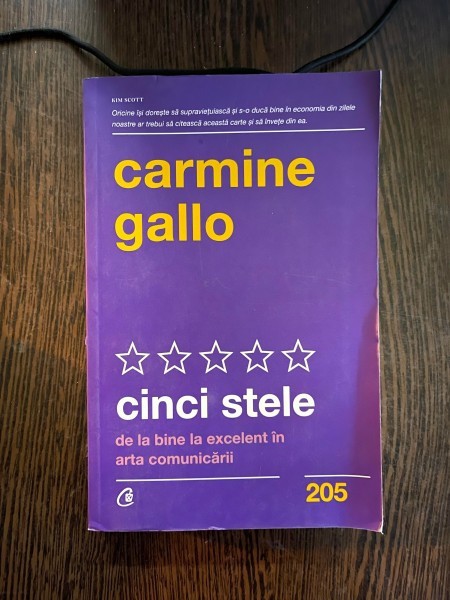 KIM SCOTT
Oricine își dorește să supraviețuiască și s-o ducă bine în economia din zilele
noastre ar trebui să citească această carte și să învețe din ea.
carmine
gallo
cinci stele
de la bine la excelent în
arta comunicării
205